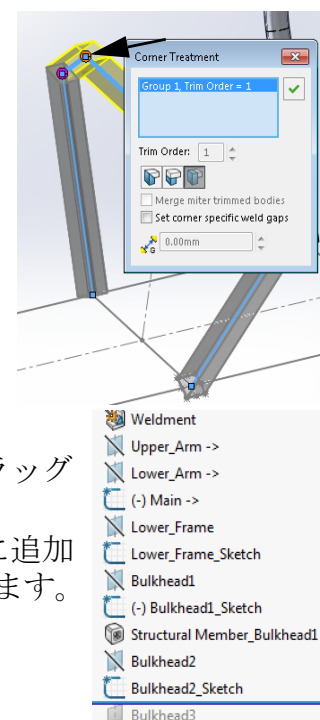 Corner Treatment
Group 1, Trim Order = 1
Trim Order: 1
Merge miter trimmed bodies
Set corner specific weld gaps
G 0.00mm
ラッグ
に追加
ます。
Weldment
Upper_Arm ->
Lower_Arm ->
(-) Main ->
Lower_Frame
Lower_Frame_Sketch
Bulkhead1
(-) Bulkhead1_Sketch
Structural Member_Bulkhead1
Bulkhead2
Bulkhead2_Sketch
Bulkhead3